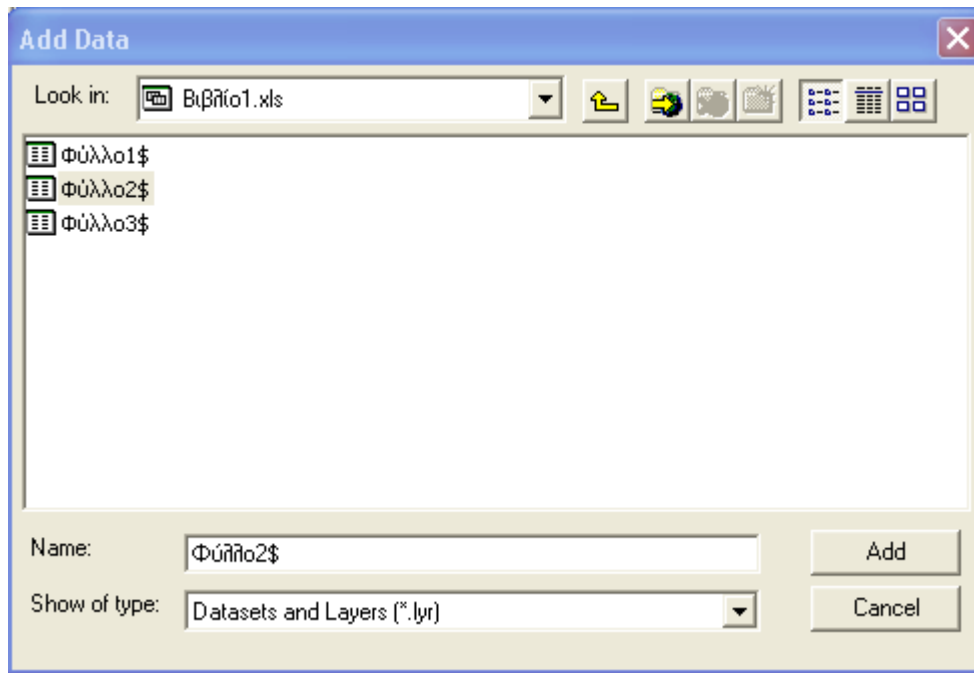 Add Data
Look in: Βιβλίο1.xls
Φύλλο1$
Φύλλο2$
Φύλλο3$
Name: Φύλλο2$
Add
Show of type: Datasets and Layers (*.lyr)
Cancel